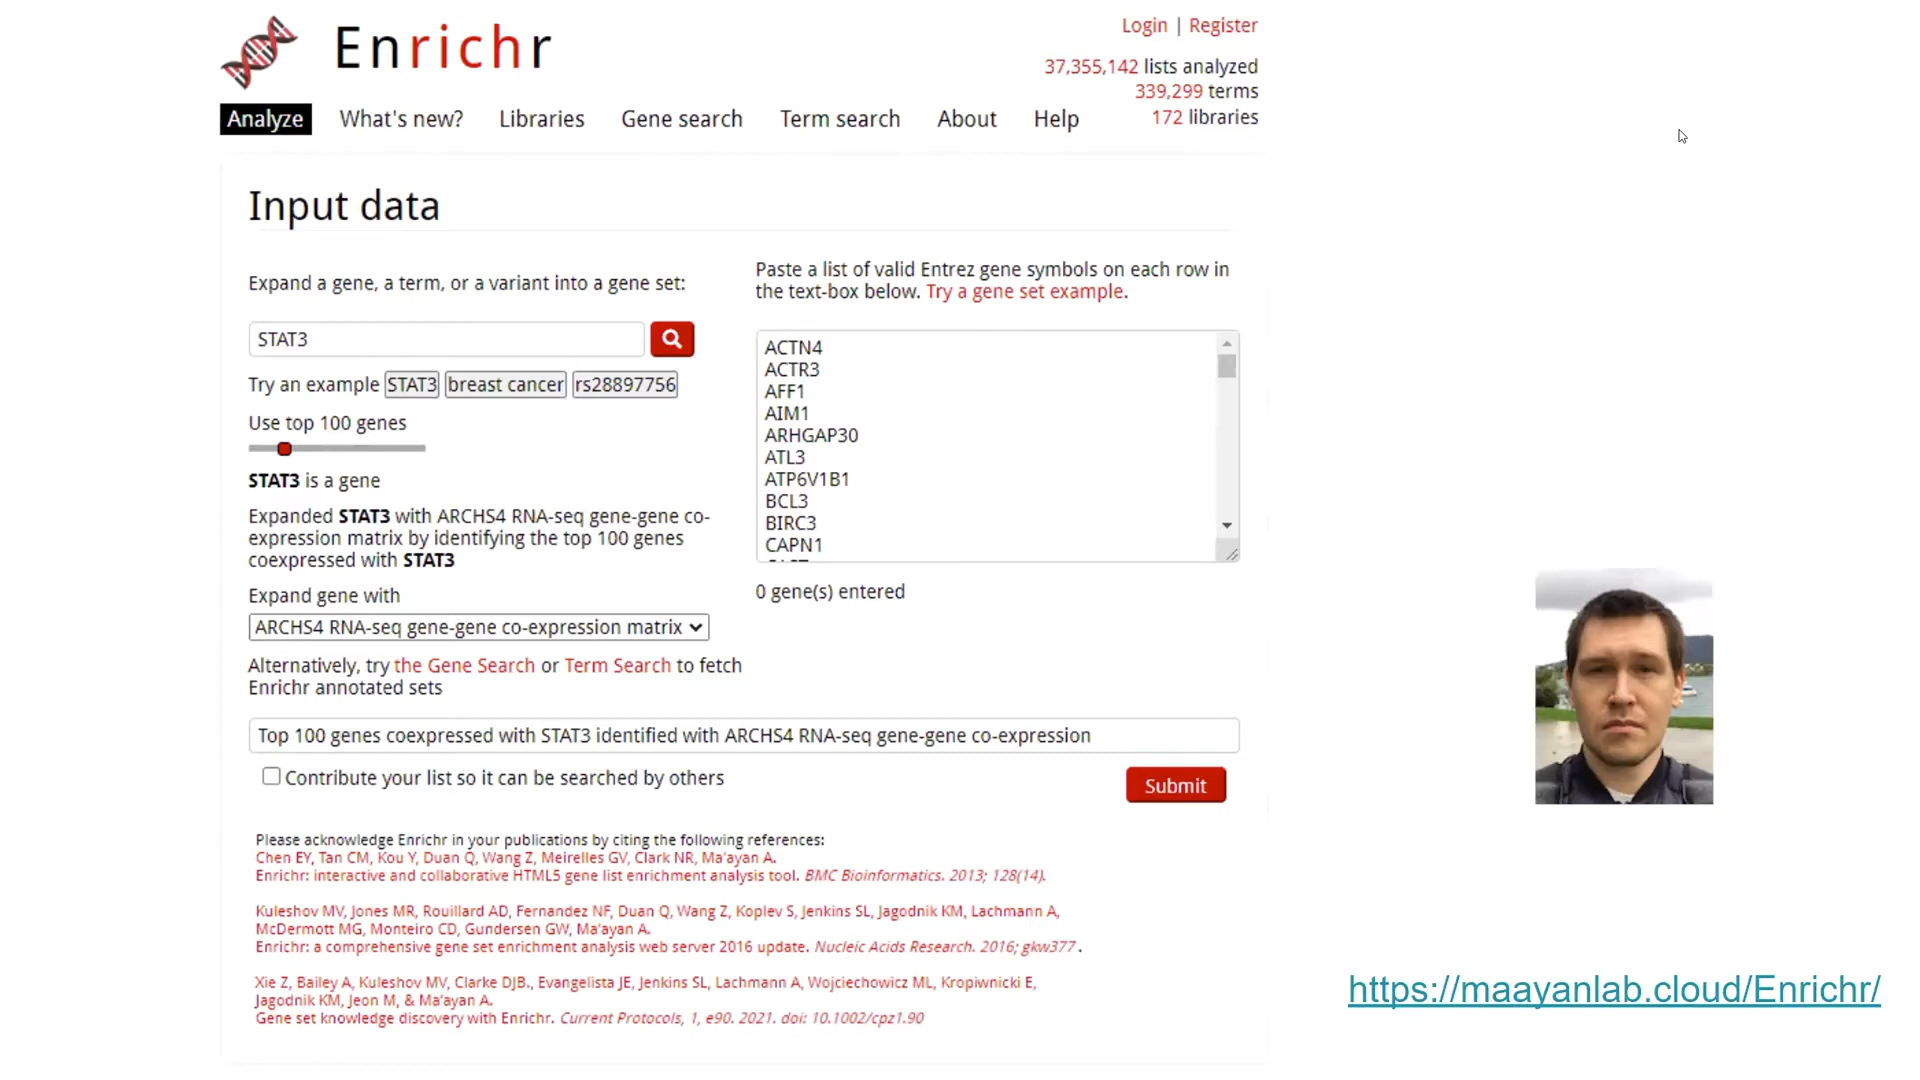 Enrichr
Login | Register
37,355,142 lists analyzed
339,299 terms
172 libraries
Analyze What's new? Libraries Gene search Term search About Help
Input data
Expand a gene, a term, or a variant into a gene set:
STAT3
Try an example STAT3 breast cancer rs28897756
Use top 100 genes
STAT3 is a gene
Expanded STAT3 with ARCHS4 RNA-seq gene-gene co-
expression matrix by identifying the top 100 genes
coexpressed with STAT3
Expand gene with
ARCHS4 RNA-seq gene-gene co-expression matrix
Alternatively, try the Gene Search or Term Search to fetch
Enrichr annotated sets
Paste a list of valid Entrez gene symbols on each row in
the text-box below. Try a gene set example.
ACTN4
ACTR3
AFF1
AIM1
ARHGAP30
ATL3
ATP6V1B1
BCL3
BIRC3
CAPN1
0 gene(s) entered
Top 100 genes coexpressed with STAT3 identified with ARCHS4 RNA-seq gene-gene co-expression
Contribute your list so it can be searched by others
Submit
Please acknowledge Enrichr in your publications by citing the following references:
Chen EY, Tan CM, Kou Y, Duan Q, Wang Z, Meirelles GV, Clark NR, Ma'ayan A.
Enrichr: interactive and collaborative HTML5 gene list enrichment analysis tool. BMC Bioinformatics. 2013; 128(14).
Kuleshov MV, Jones MR, Rouillard AD, Fernandez NF, Duan Q, Wang Z, Koplev S, Jenkins SL, Jagodnik KM, Lachmann A,
McDermott MG, Monteiro CD, Gundersen GW, Ma'ayan A.
Enrichr: a comprehensive gene set enrichment analysis web server 2016 update. Nucleic Acids Research. 2016; gkw377 .
Xie Z, Bailey A, Kuleshov MV, Clarke DJB., Evangelista JE, Jenkins SL, Lachmann A, Wojciechowicz ML, Kropiwnicki E,
Jagodnik KM, Jeon M, & Ma'ayan A.
Gene set knowledge discovery with Enrichr. Current Protocols, 1, e90. 2021. doi: 10.1002/cpz1.90
https://maayanlab.cloud/Enrichr/